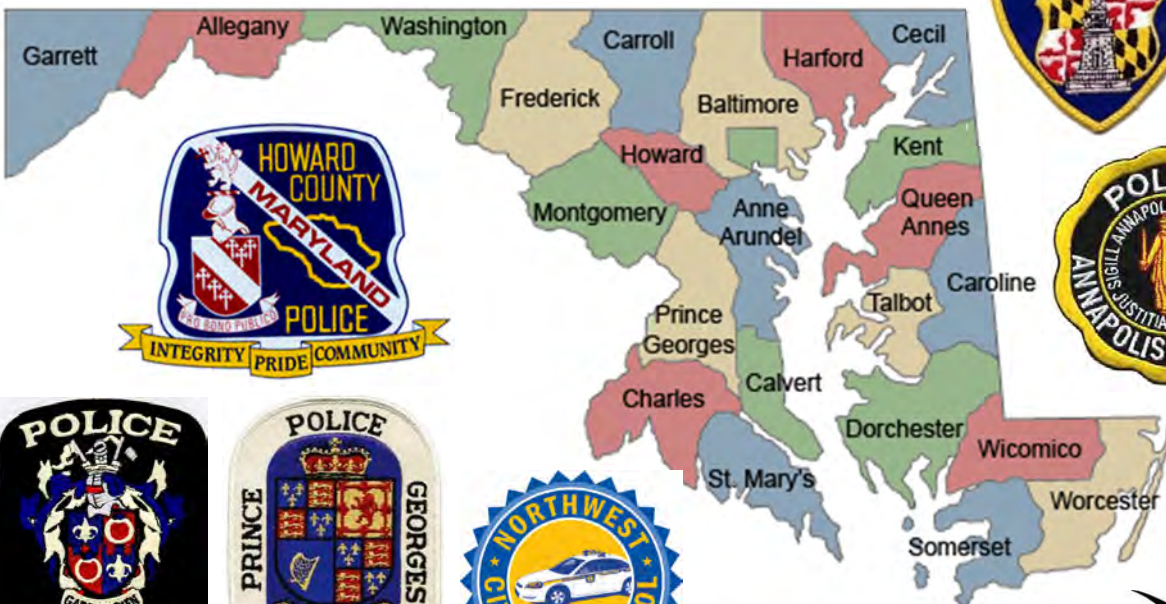 Garrett
Allegany
Washington
Frederick
Carroll
Baltimore
Harford
Cecil
Howard
Montgomery
Anne
Arundel
Kent
Queen
Annes
Caroline
Talbot
Prince
Georges
Charles
Calvert
St. Mary's
Dorchester
Wicomico
Worcester
Somerset
HOWARD
COUNTY
MARYLAND
PRO BONO PUBLICO
POLICE
INTEGRITY PRIDE COMMUNITY
POLICE
POLICE
PRINCE
GEORGES
NORTHWEST
ANNAPOLIS